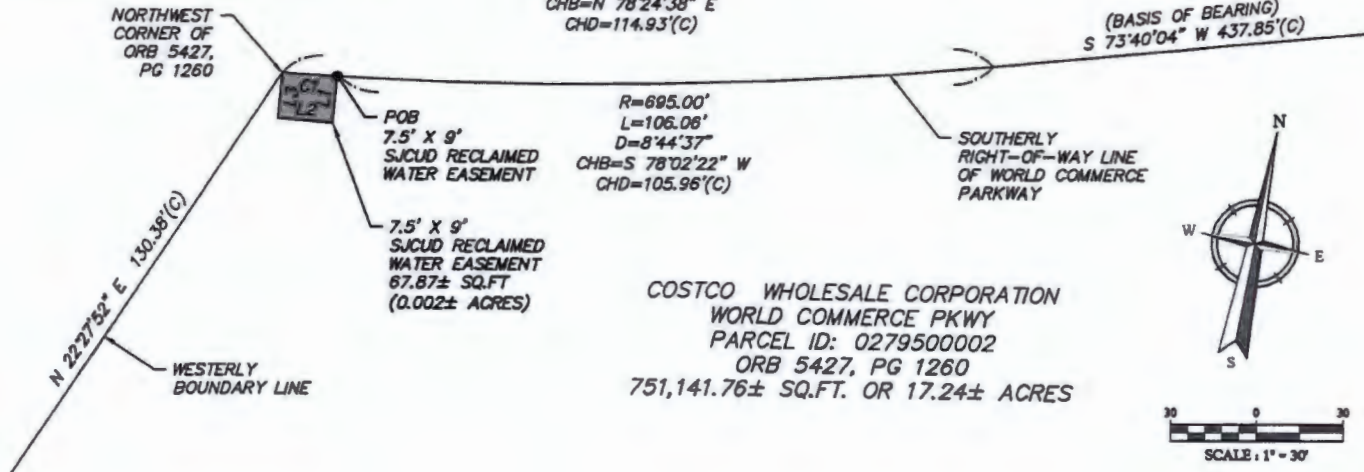 CHB=N 78°24'38" E
CHD=114.93'(C)
NORTHWEST
CORNER OF
ORB 5427,
PG 1260
(BASIS OF BEARING)
S 73°40'04" W 437.85'(C)
L3
C1
L1
L2
POB
7.5' X 9'
SJCUD RECLAIMED
WATER EASEMENT
R=695.00'
L=106.06'
D=8°44'37"
CHB=S 78°02'22" W
CHD=105.96'(C)
SOUTHERLY
RIGHT-OF-WAY LINE
OF WORLD COMMERCE
PARKWAY
7.5' X 9'
SJCUD RECLAIMED
WATER EASEMENT
67.87± SQ.FT
(0.002± ACRES)
N 22°27'52" E 130.38'(C)
WESTERLY
BOUNDARY LINE
COSTCO WHOLESALE CORPORATION
WORLD COMMERCE PKWY
PARCEL ID: 0279500002
ORB 5427, PG 1260
751,141.76± SQ.FT. OR 17.24± ACRES
N
W
E
S
30 0 30
SCALE : 1" = 30'